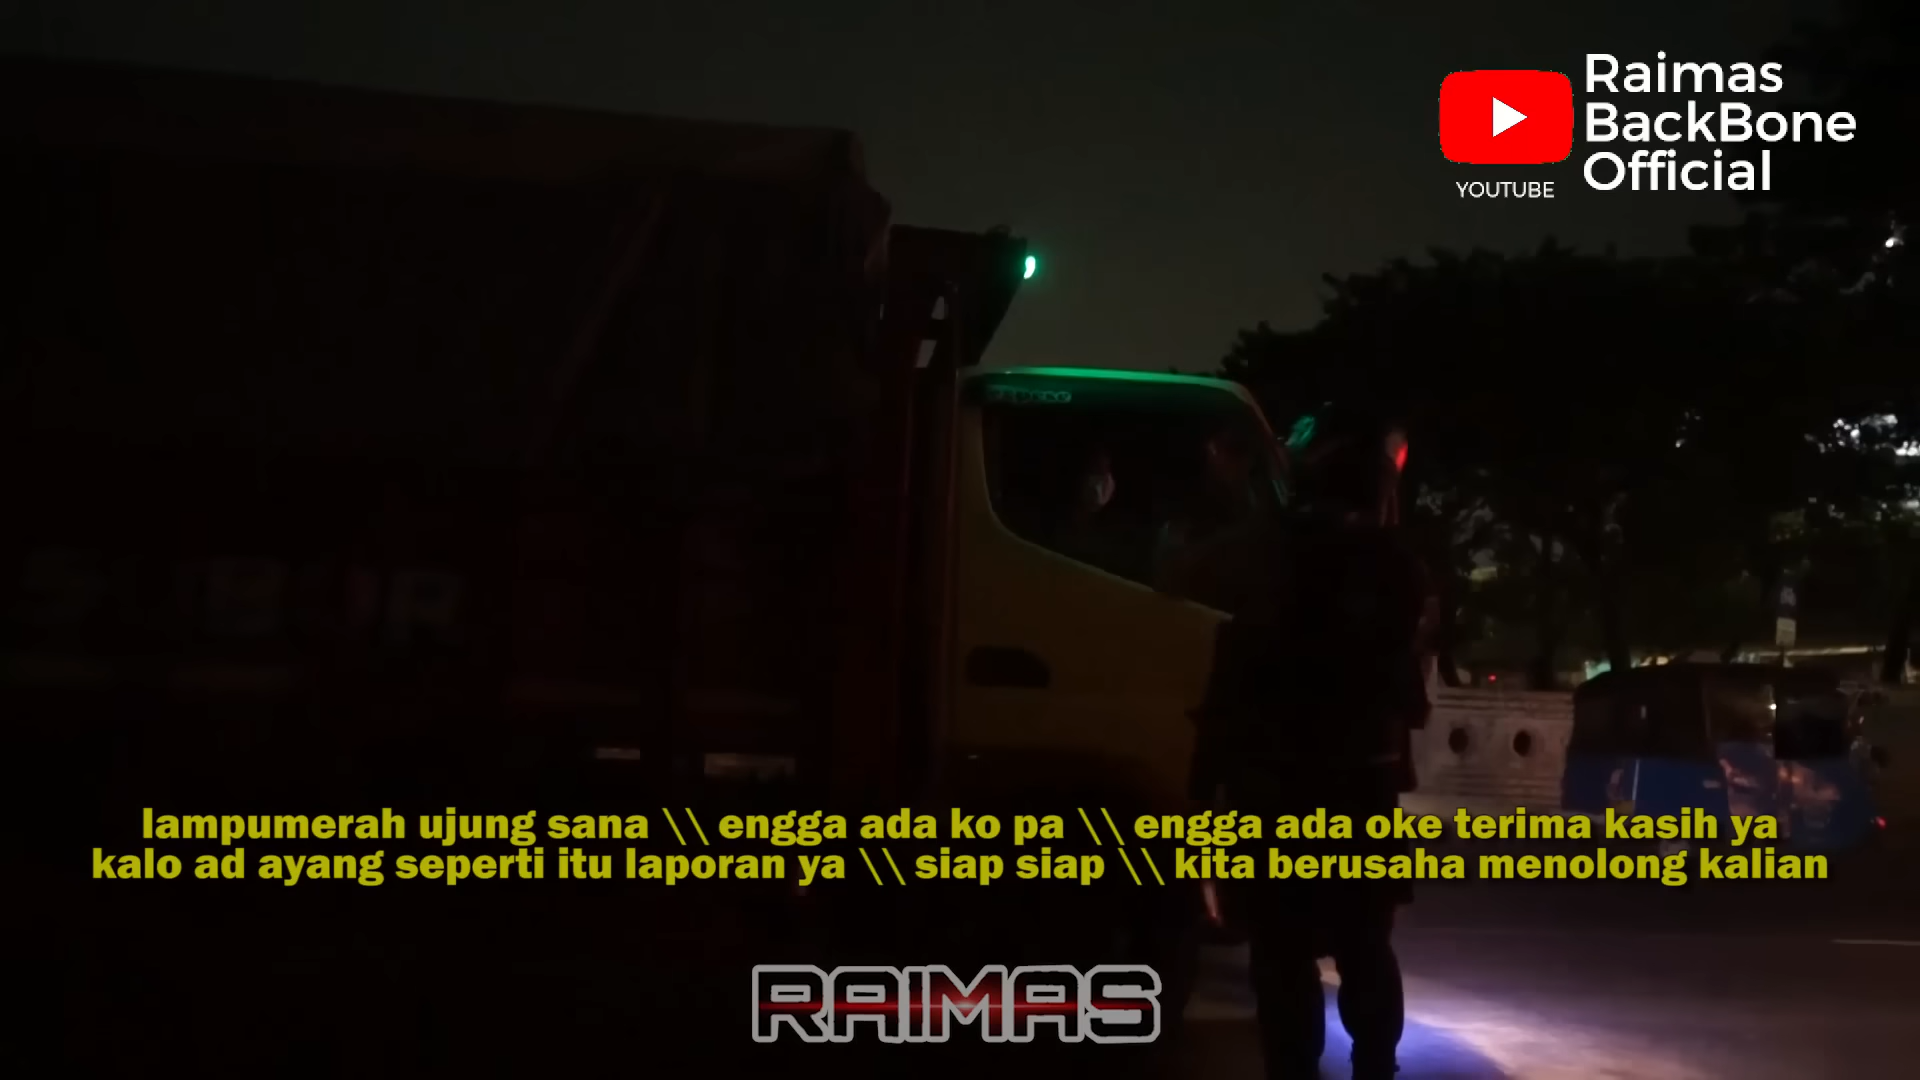 Raimas
BackBone
Official
YOUTUBE
lampumerah ujung sana \\ engga ada ko pa \\ engga ada oke terima kasih ya
kalo ad ayang seperti itu laporan ya \\ siap siap \\ kita berusaha menolong kalian
RAIMAS